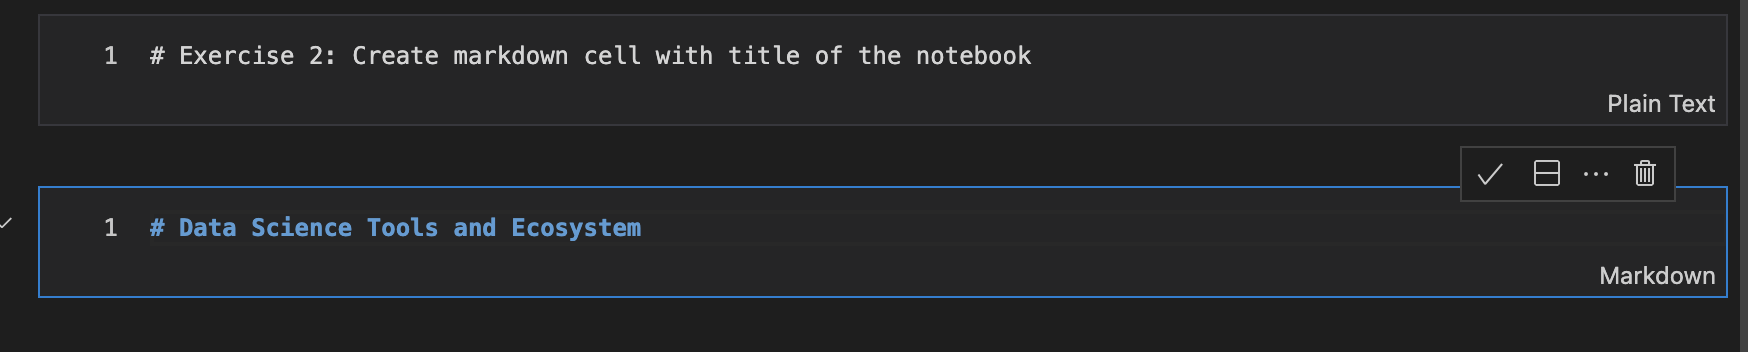 1 # Exercise 2: Create markdown cell with title of the notebook
Plain Text
1 # Data Science Tools and Ecosystem
Markdown